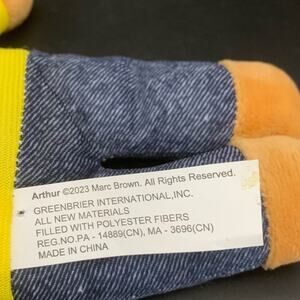 Arthur ©2023 Marc Brown. All Rights Reserved.
GREENBRIER INTERNATIONAL,INC.
ALL NEW MATERIALS
FILLED WITH POLYESTER FIBERS
REG.NO.PA - 14889(CN), MA - 3696(CN)
MADE IN CHINA